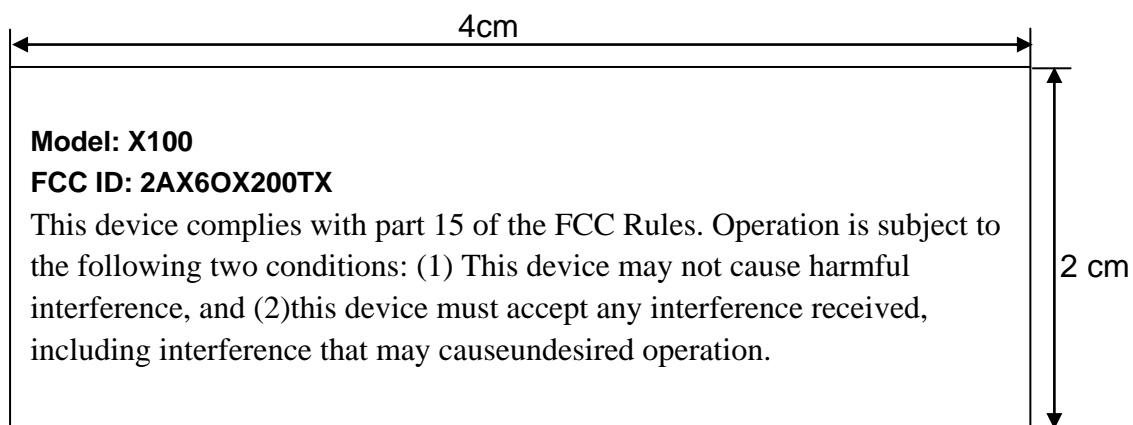 4cm
Model: X100
FCC ID: 2AX6OX200TX
This device complies with part 15 of the FCC Rules. Operation is subject to
the following two conditions: (1) This device may not cause harmful
interference, and (2)this device must accept any interference received,
including interference that may causeundesired operation.
2 cm